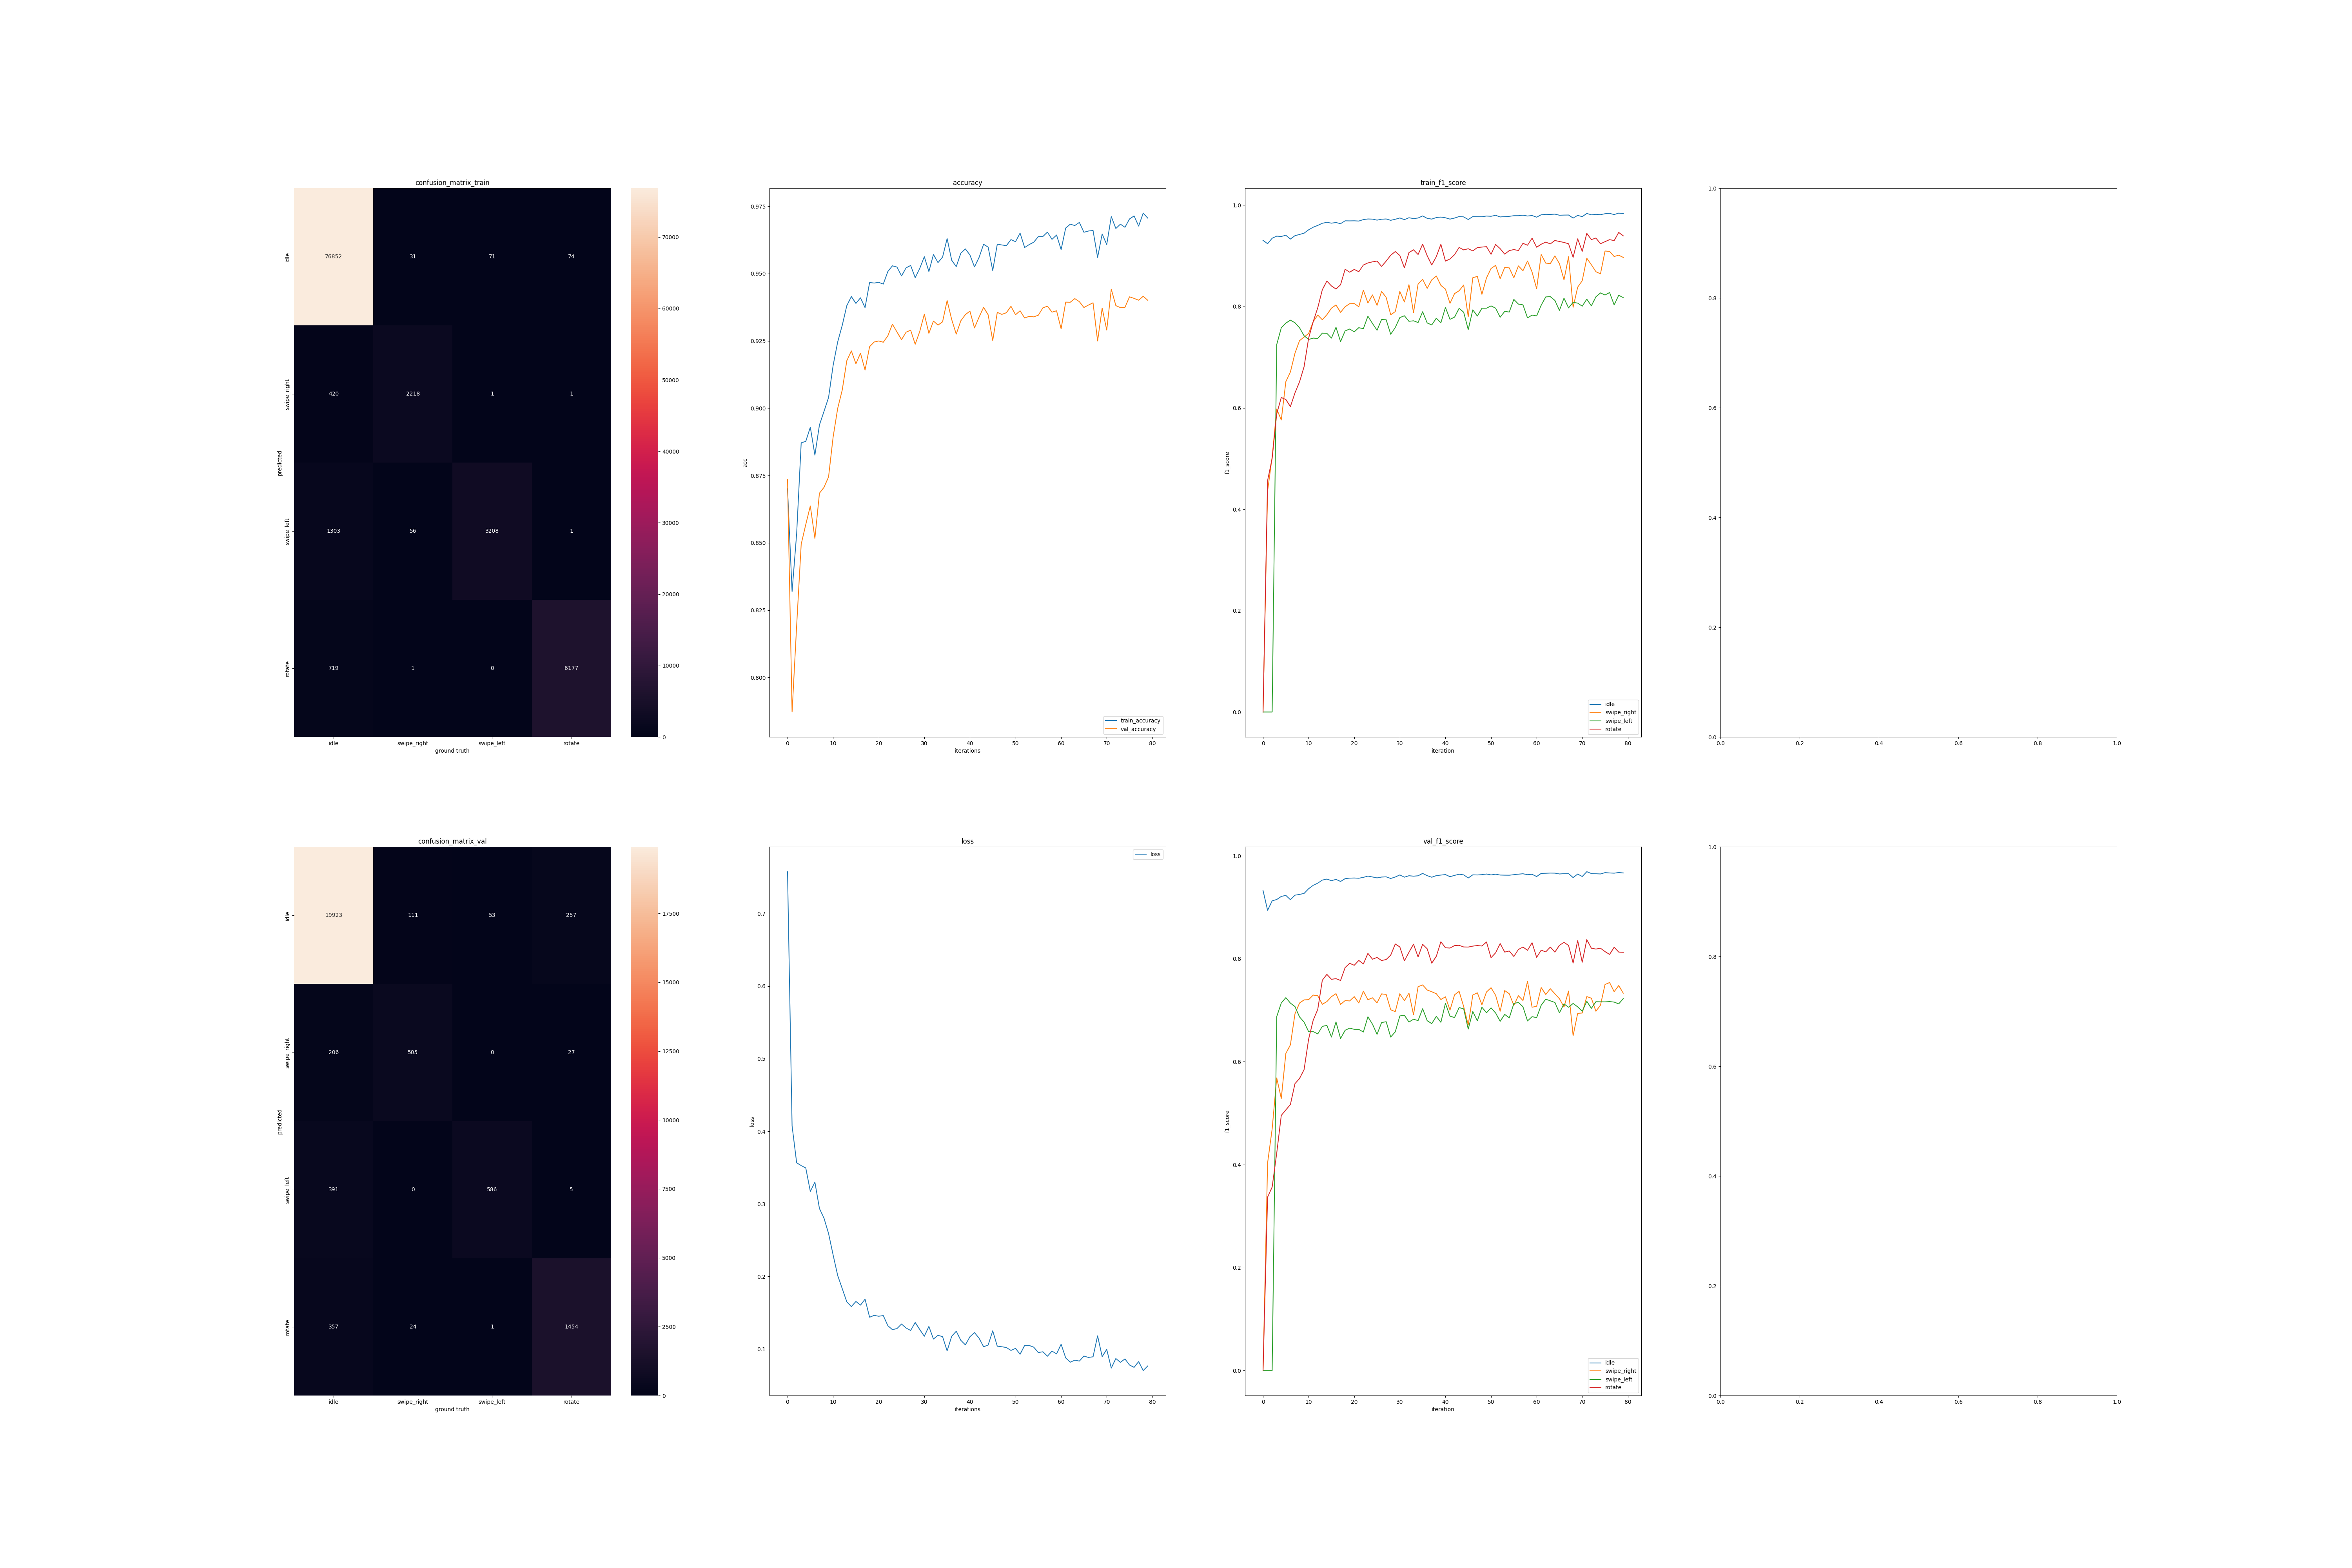 confusion_matrix_train
idle
swipe_right
swipe_left
rotate
predicted
76852 31 71 74
420 2218 1 1
1303 56 3208 1
719 1 0 6177
idle swipe_right swipe_left rotate
ground truth
70000
60000
50000
40000
30000
20000
10000
0
accuracy
acc
0.975
0.950
0.925
0.900
0.875
0.850
0.825
0.800
train_accuracy
val_accuracy
0 10 20 30 40 50 60 70 80
iterations
train_f1_score
f1_score
1.0
0.8
0.6
0.4
0.2
0.0
idle
swipe_right
swipe_left
rotate
0 10 20 30 40 50 60 70 80
iteration
1.0
0.8
0.6
0.4
0.2
0.0
0.0 0.2 0.4 0.6 0.8 1.0
confusion_matrix_val
idle
swipe_right
swipe_left
rotate
predicted
19923 111 53 257
206 505 0 27
391 0 586 5
357 24 1 1454
idle swipe_right swipe_left rotate
ground truth
17500
15000
12500
10000
7500
5000
2500
0
loss
loss
loss
0.7
0.6
0.5
0.4
0.3
0.2
0.1
0 10 20 30 40 50 60 70 80
iterations
val_f1_score
f1_score
1.0
0.8
0.6
0.4
0.2
0.0
idle
swipe_right
swipe_left
rotate
0 10 20 30 40 50 60 70 80
iteration
1.0
0.8
0.6
0.4
0.2
0.0
0.0 0.2 0.4 0.6 0.8 1.0